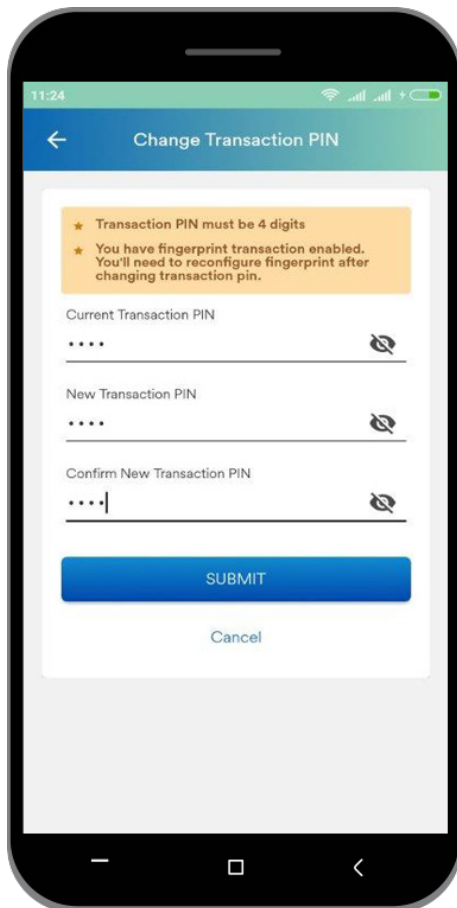 11:24
Change Transaction PIN
Transaction PIN must be 4 digits
You have fingerprint transaction enabled.
You'll need to reconfigure fingerprint after
changing transaction pin.
Current Transaction PIN
....
New Transaction PIN
....
Confirm New Transaction PIN
....
SUBMIT
Cancel